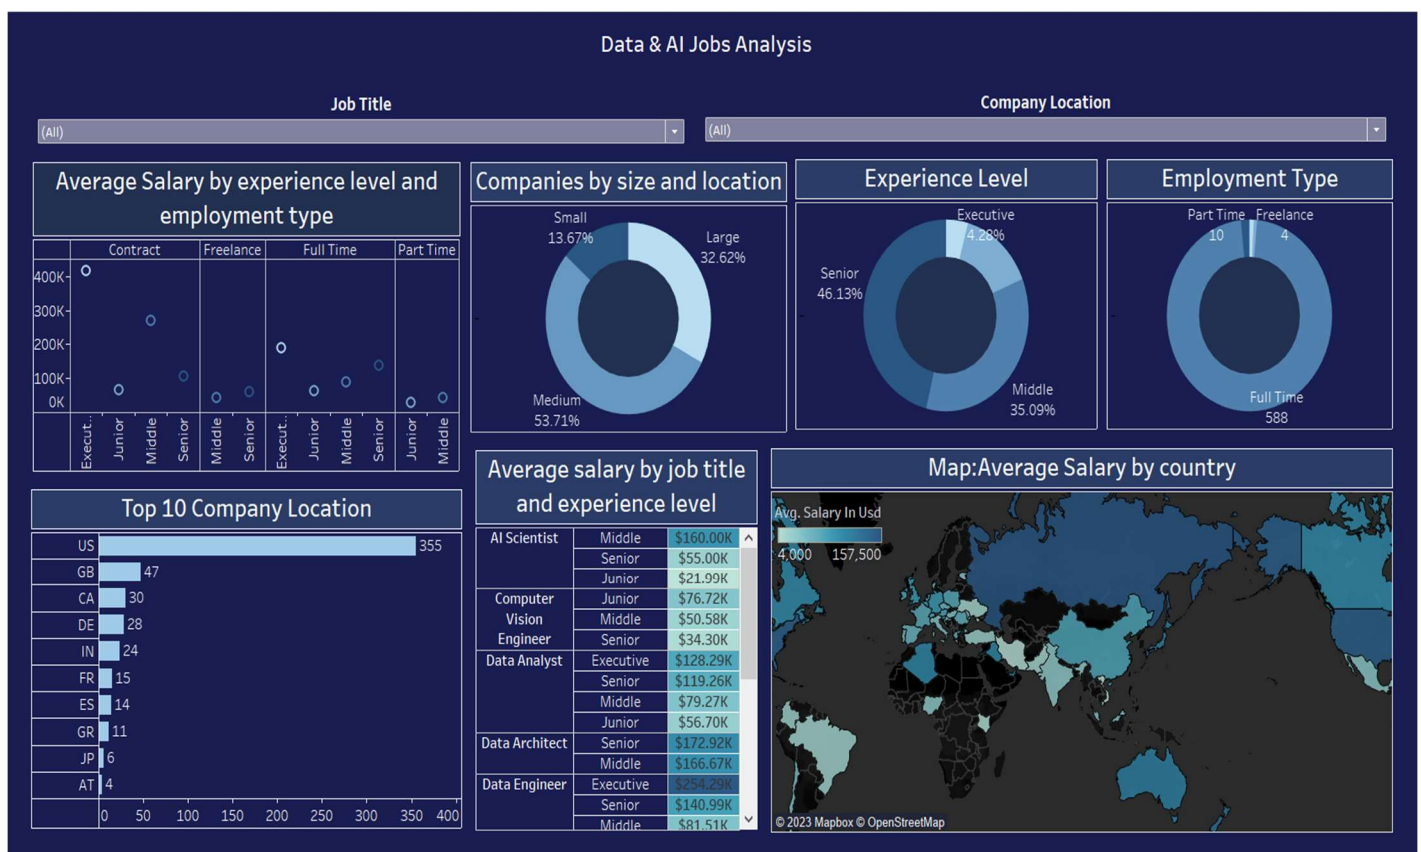 Data & AI Jobs Analysis
Job Title
Company Location
(All)
(All)
Average Salary by experience level and
employment type
Contract Freelance Full Time Part Time
400K
300K
200K
100K
0K
Execut..
Junior
Middle
Senior
Middle
Senior
Execut..
Junior
Middle
Senior
Junior
Middle
Companies by size and location
Small
13.67%
Large
32.62%
Medium
53.71%
Experience Level
Executive
4.28%
Senior
46.13%
Middle
35.09%
Employment Type
Part Time
10
Freelance
4
Full Time
588
Top 10 Company Location
US 355
GB 47
CA 30
DE 28
IN 24
FR 15
ES 14
GR 11
JP 6
AT 4
0 50 100 150 200 250 300 350 400
Average salary by job title
and experience level
AI Scientist Middle $160.00K
Senior $55.00K
Junior $21.99K
Computer Junior $76.72K
Vision Middle $50.58K
Engineer Senior $34.30K
Data Analyst Executive $128.29K
Senior $119.26K
Middle $79.27K
Junior $56.70K
Data Architect Senior $172.92K
Middle $166.67K
Data Engineer Executive $254.29K
Senior $140.99K
Middle $81.51K
Map:Average Salary by country
Avg. Salary In Usd
4,000 157,500
© 2023 Mapbox © OpenStreetMap